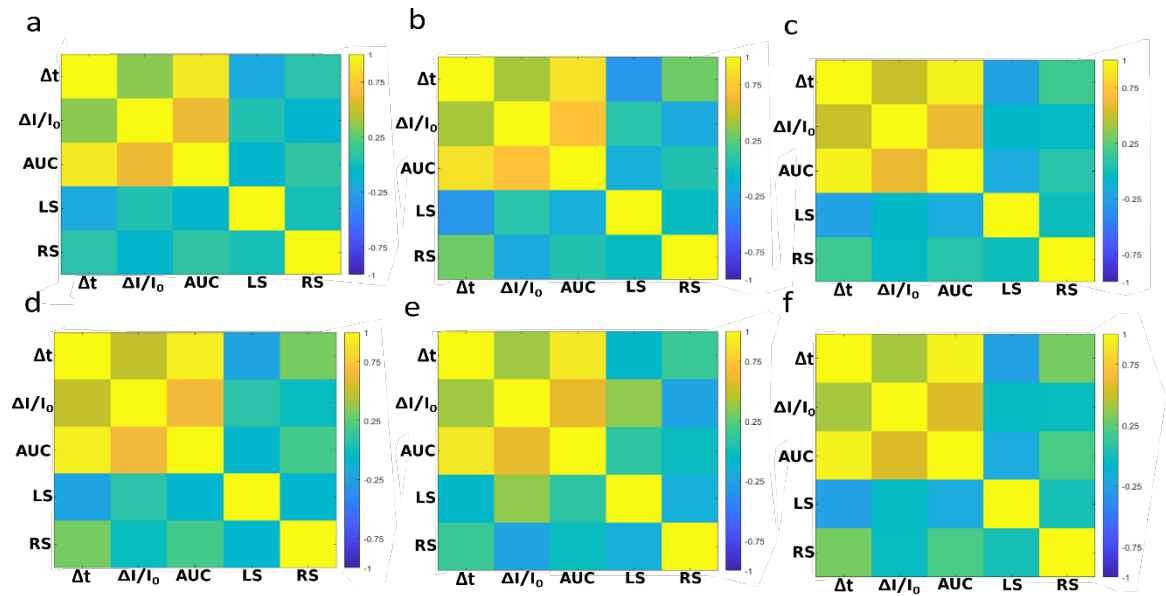 a
Δt
ΔI/I₀
AUC
LS
RS
Δt ΔI/I₀ AUC LS RS
1
0.75
0.25
-0.25
-0.75
-1
b
Δt
ΔI/I₀
AUC
LS
RS
Δt ΔI/I₀ AUC LS RS
1
0.75
0.25
-0.25
-0.75
-1
c
Δt
ΔI/I₀
AUC
LS
RS
Δt ΔI/I₀ AUC LS RS
1
0.75
0.25
-0.25
-0.75
-1
d
Δt
ΔI/I₀
AUC
LS
RS
Δt ΔI/I₀ AUC LS RS
1
0.75
0.25
-0.25
-0.75
-1
e
Δt
ΔI/I₀
AUC
LS
RS
Δt ΔI/I₀ AUC LS RS
1
0.75
0.25
-0.25
-0.75
-1
f
Δt
ΔI/I₀
AUC
LS
RS
Δt ΔI/I₀ AUC LS RS
1
0.75
0.25
-0.25
-0.75
-1